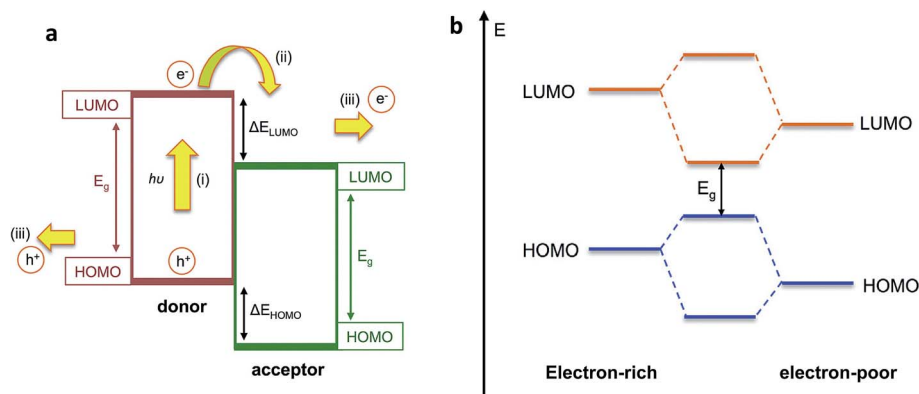 a
(ii)
e⁻
LUMO
ΔE_LUMO
(iii) e⁻
E_g
hυ (i)
LUMO
(iii)
h⁺
HOMO
h⁺
E_g
donor
ΔE_HOMO
HOMO
acceptor
b
E
LUMO
LUMO
E_g
HOMO
HOMO
Electron-rich
electron-poor